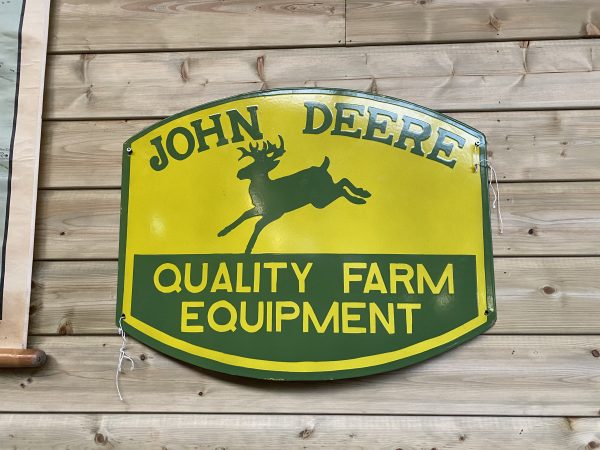 JOHN DEERE
QUALITY FARM
EQUIPMENT